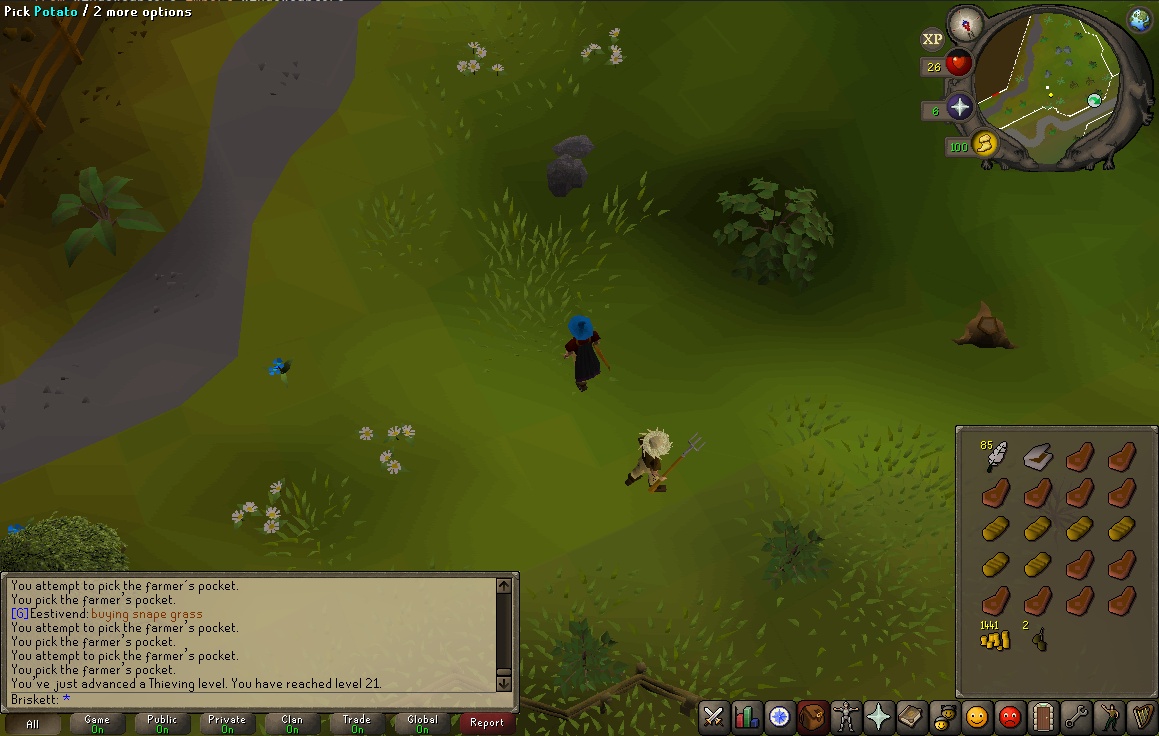 Pick Potato / 2 more options
XP
26
6
100
85
1441
2
You attempt to pick the farmer's pocket.
You pick the farmer's pocket.
[G]Eestivend: buying snape grass
You attempt to pick the farmer's pocket.
You pick the farmer's pocket.
You attempt to pick the farmer's pocket.
You pick the farmer's pocket.
You've just advanced a Thieving level. You have reached level 21.
Briskett: *
All
Game
On
Public
On
Private
On
Clan
On
Trade
On
Global
On
Report